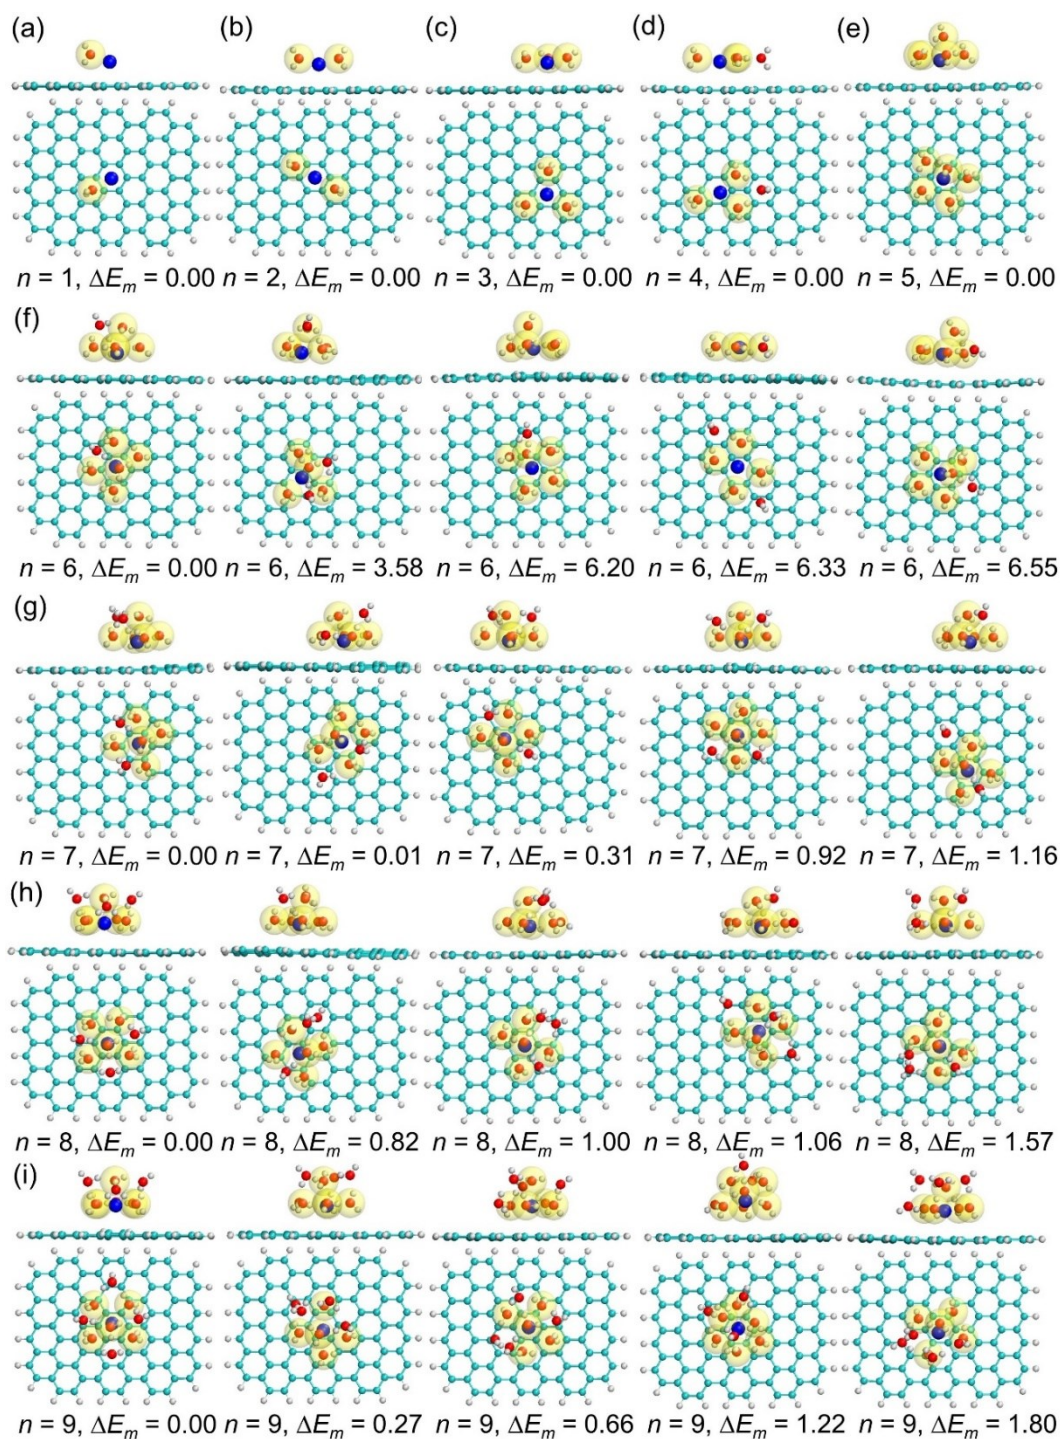 (a) (b) (c) (d) (e)
n = 1, ΔEm = 0.00 n = 2, ΔEm = 0.00 n = 3, ΔEm = 0.00 n = 4, ΔEm = 0.00 n = 5, ΔEm = 0.00
(f)
n = 6, ΔEm = 0.00 n = 6, ΔEm = 3.58 n = 6, ΔEm = 6.20 n = 6, ΔEm = 6.33 n = 6, ΔEm = 6.55
(g)
n = 7, ΔEm = 0.00 n = 7, ΔEm = 0.01 n = 7, ΔEm = 0.31 n = 7, ΔEm = 0.92 n = 7, ΔEm = 1.16
(h)
n = 8, ΔEm = 0.00 n = 8, ΔEm = 0.82 n = 8, ΔEm = 1.00 n = 8, ΔEm = 1.06 n = 8, ΔEm = 1.57
(i)
n = 9, ΔEm = 0.00 n = 9, ΔEm = 0.27 n = 9, ΔEm = 0.66 n = 9, ΔEm = 1.22 n = 9, ΔEm = 1.80